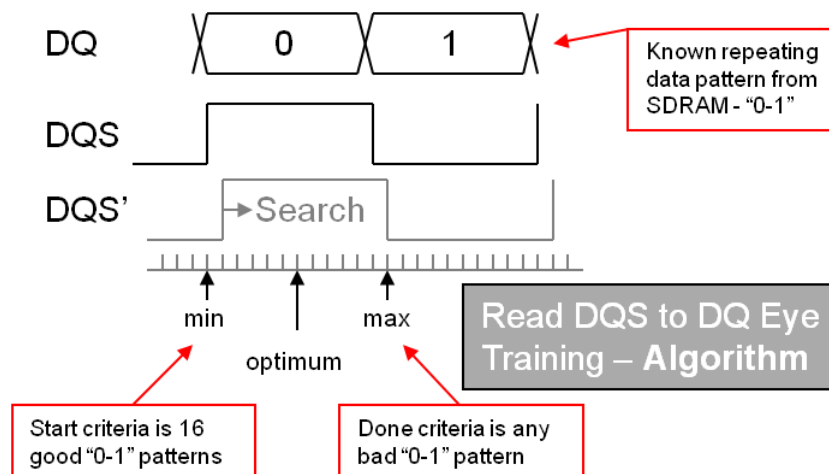 DQ
0
1
Known repeating
data pattern from
SDRAM - “0-1”
DQS
DQS’
Search
min
max
optimum
Read DQS to DQ Eye
Training – Algorithm
Start criteria is 16
good “0-1” patterns
Done criteria is any
bad “0-1” pattern